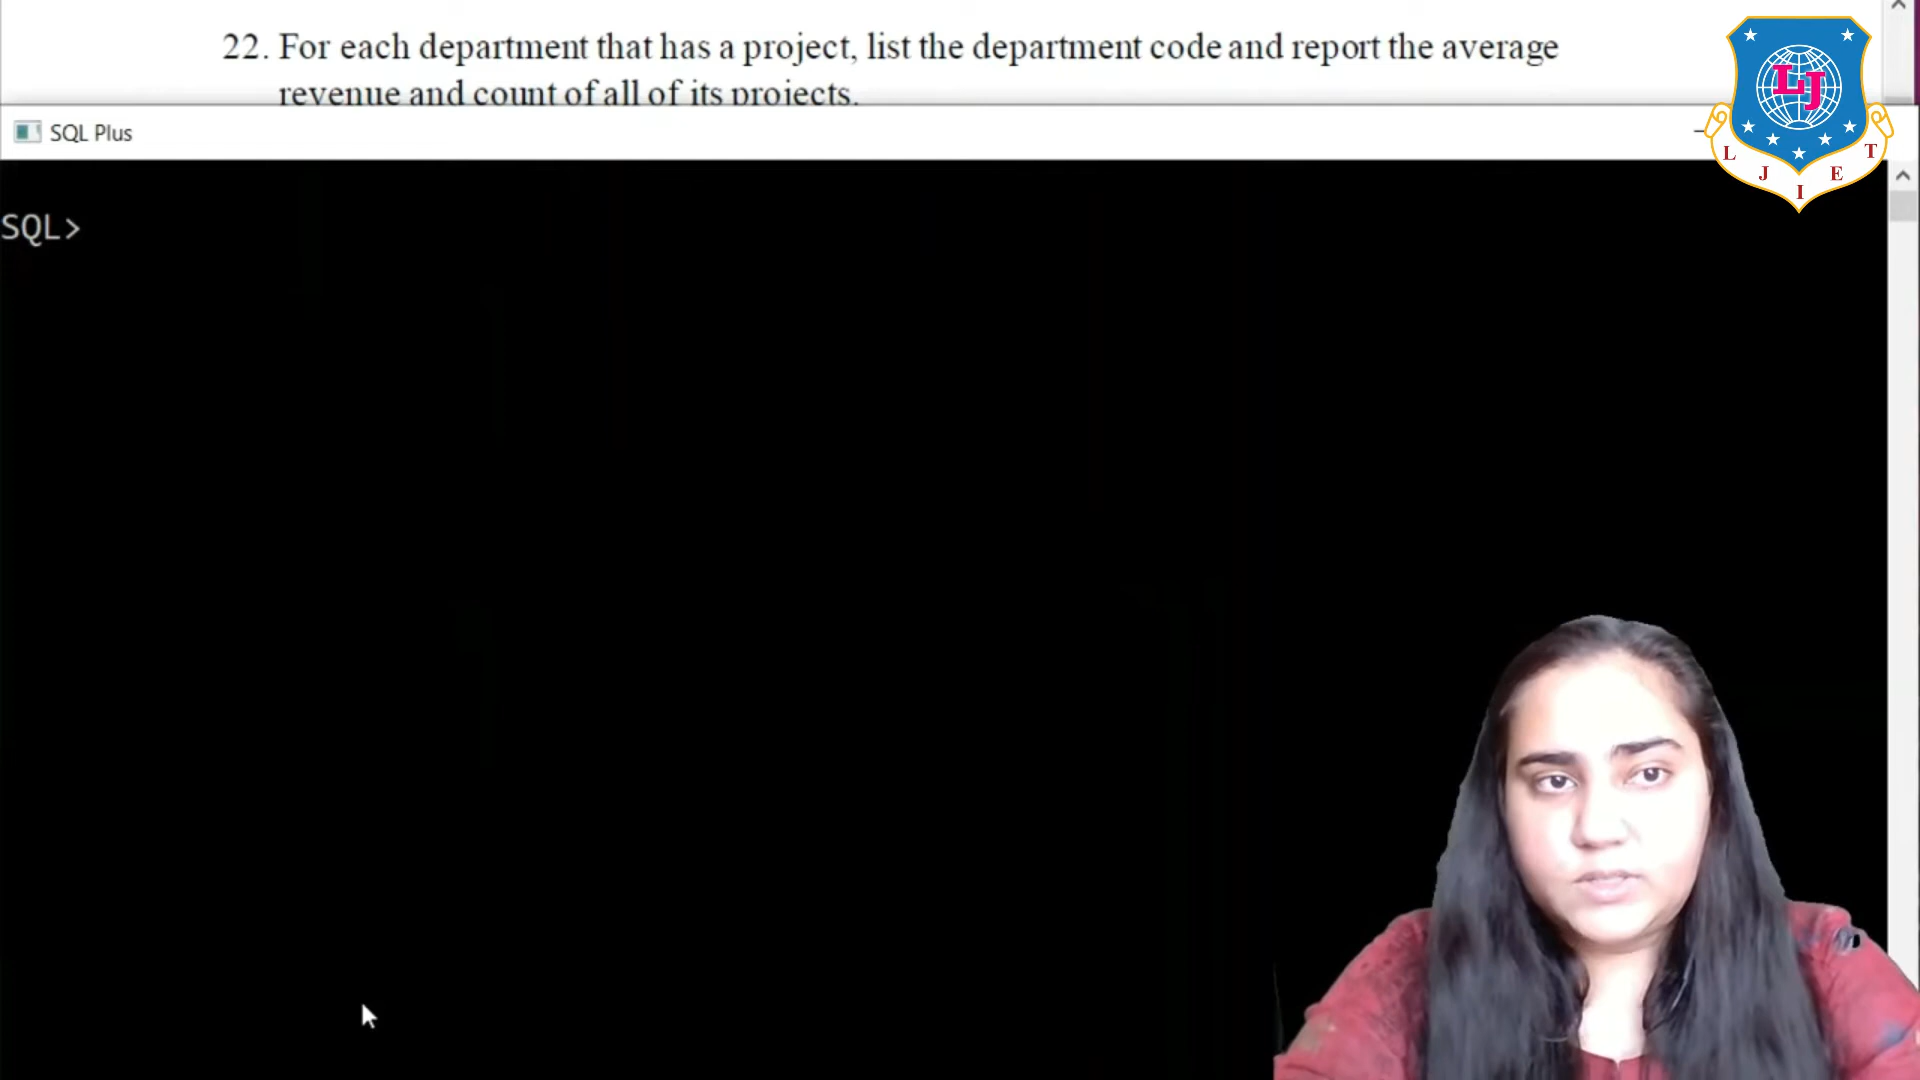 22. For each department that has a project, list the department code and report the average
revenue and count of all of its projects.
SQL Plus
SQL>
LJ
L J I E T